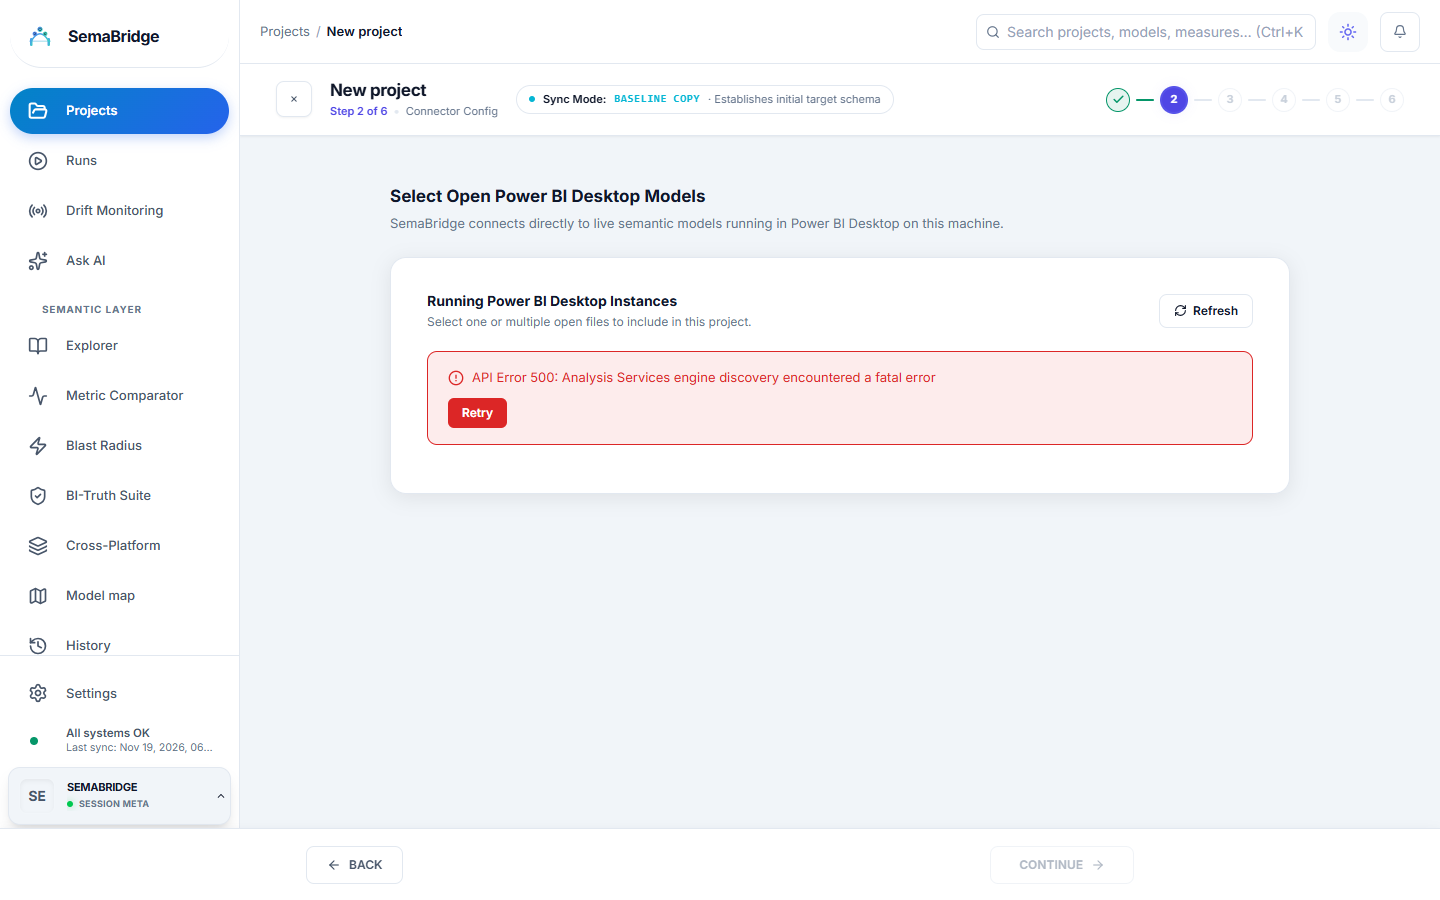 SemaBridge
Projects
Runs
Drift Monitoring
Ask AI
SEMANTIC LAYER
Explorer
Metric Comparator
Blast Radius
BI-Truth Suite
Cross-Platform
Model map
History
Settings
All systems OK
Last sync: Nov 19, 2026, 06...
SE
SEMABRIDGE
SESSION META
Projects / New project
Search projects, models, measures... (Ctrl+K
×
New project
Step 2 of 6 Connector Config
Sync Mode: BASELINE COPY · Establishes initial target schema
2 3 4 5 6
Select Open Power BI Desktop Models
SemaBridge connects directly to live semantic models running in Power BI Desktop on this machine.
Running Power BI Desktop Instances
Select one or multiple open files to include in this project.
Refresh
API Error 500: Analysis Services engine discovery encountered a fatal error
Retry
BACK
CONTINUE